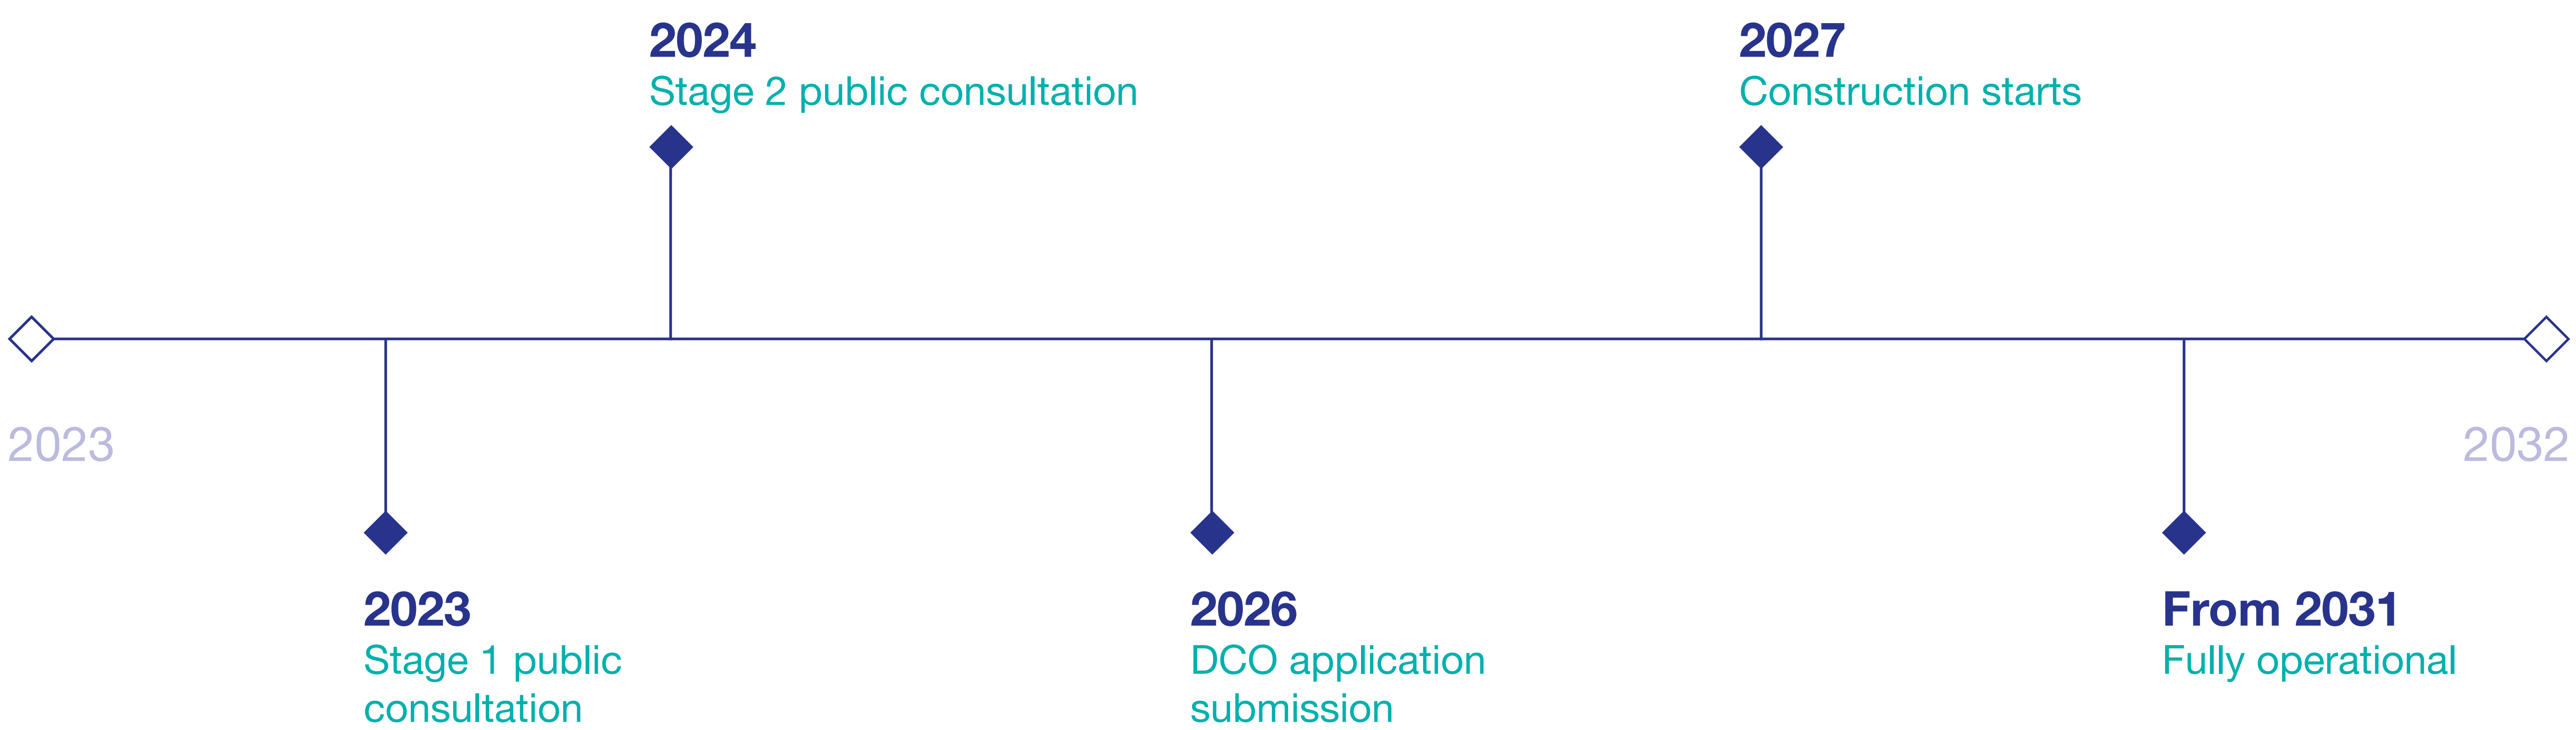 2024
Stage 2 public consultation
2027
Construction starts
2023
2032
2023
Stage 1 public
consultation
2026
DCO application
submission
From 2031
Fully operational